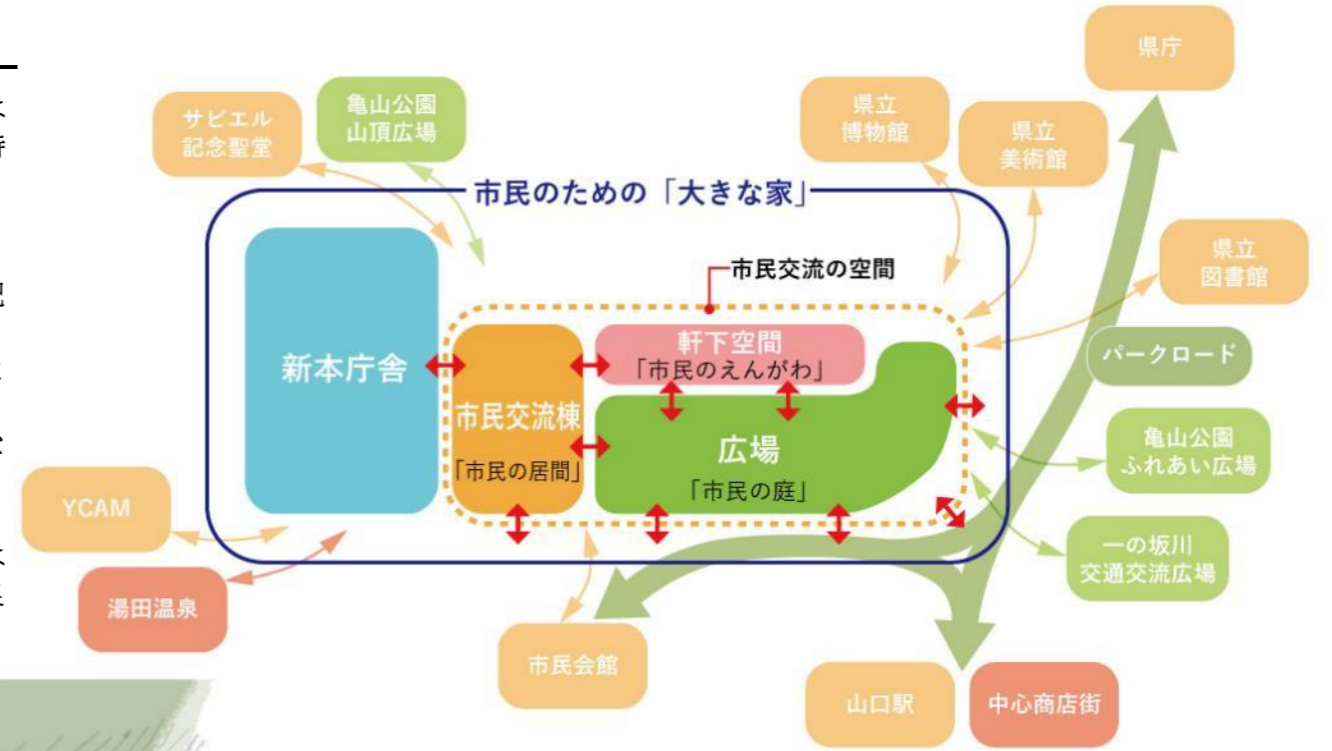 県庁
サビエル
記念聖堂
亀山公園
山頂広場
県立
博物館
県立
美術館
市民のための「大きな家」
県立
図書館
市民交流の空間
新本庁舎
軒下空間
「市民のえんがわ」
パークロード
市民交流棟
「市民の居間」
広場
「市民の庭」
亀山公園
ふれあい広場
YCAM
一の坂川
交通交流広場
湯田温泉
市民会館
山口駅
中心商店街